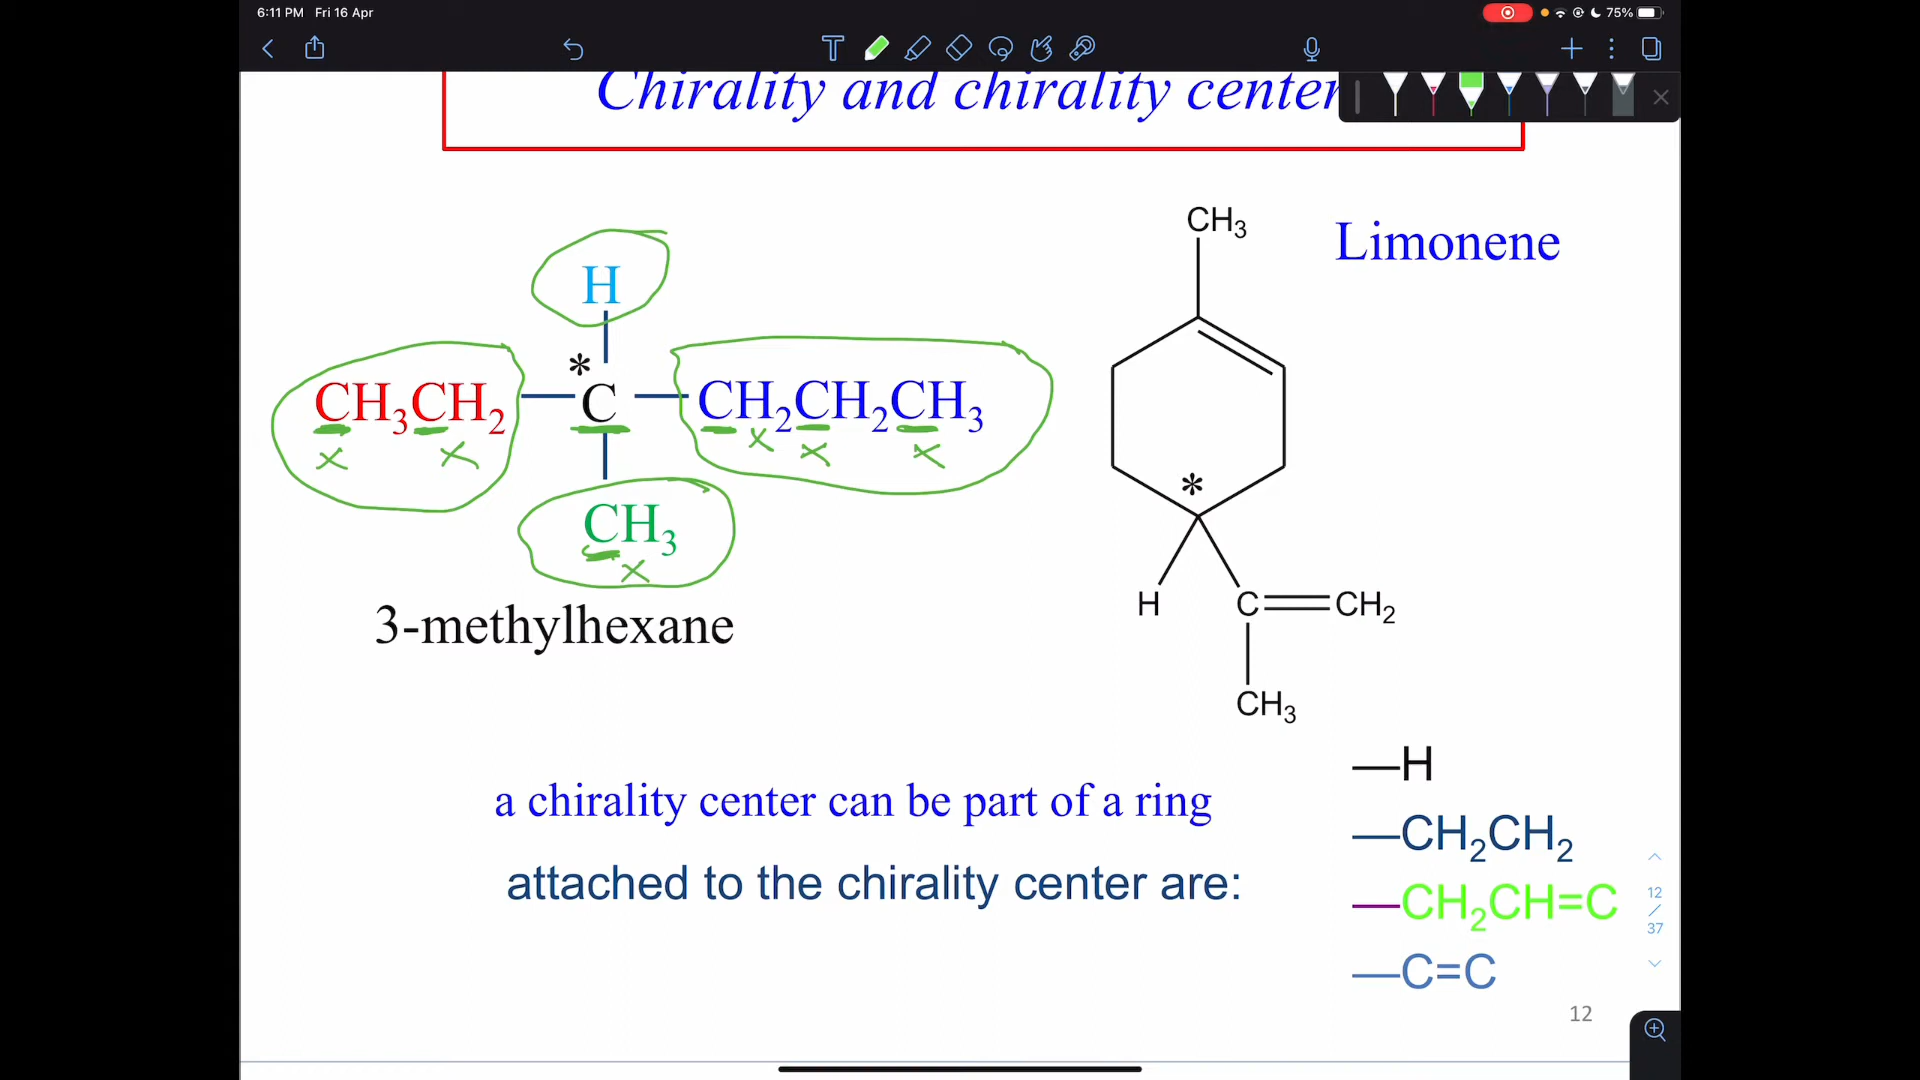 6:11 PM Fri 16 Apr
75%
Chirality and chirality center
CH3
Limonene
H
*
CH3CH2 C CH2CH2CH3
x x x x x
*
CH3
x
H C CH2
3-methylhexane
CH3
—H
a chirality center can be part of a ring
—CH2CH2
attached to the chirality center are:
—CH2CH=C
12
/
37
—C=C
12